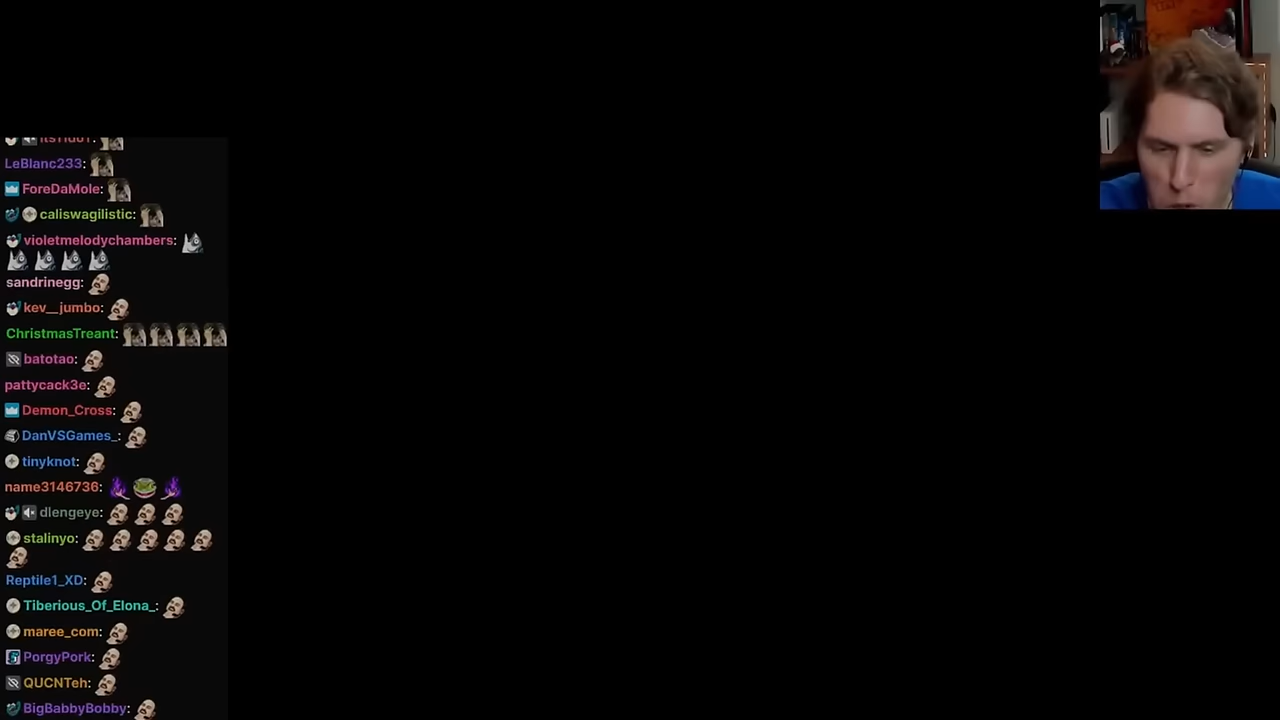 LeBlanc233:
ForeDaMole:
caliswagilistic:
violetmelodychambers:
sandrinegg:
kev__jumbo:
ChristmasTreant:
batotao:
pattycack3e:
Demon_Cross:
DanVSGames_:
tinyknot:
name3146736:
dlengeye:
stalinyo:
Reptile1_XD:
Tiberious_Of_Elona_:
maree_com:
PorgyPork:
QUCNTeh:
BigBabbyBobby: